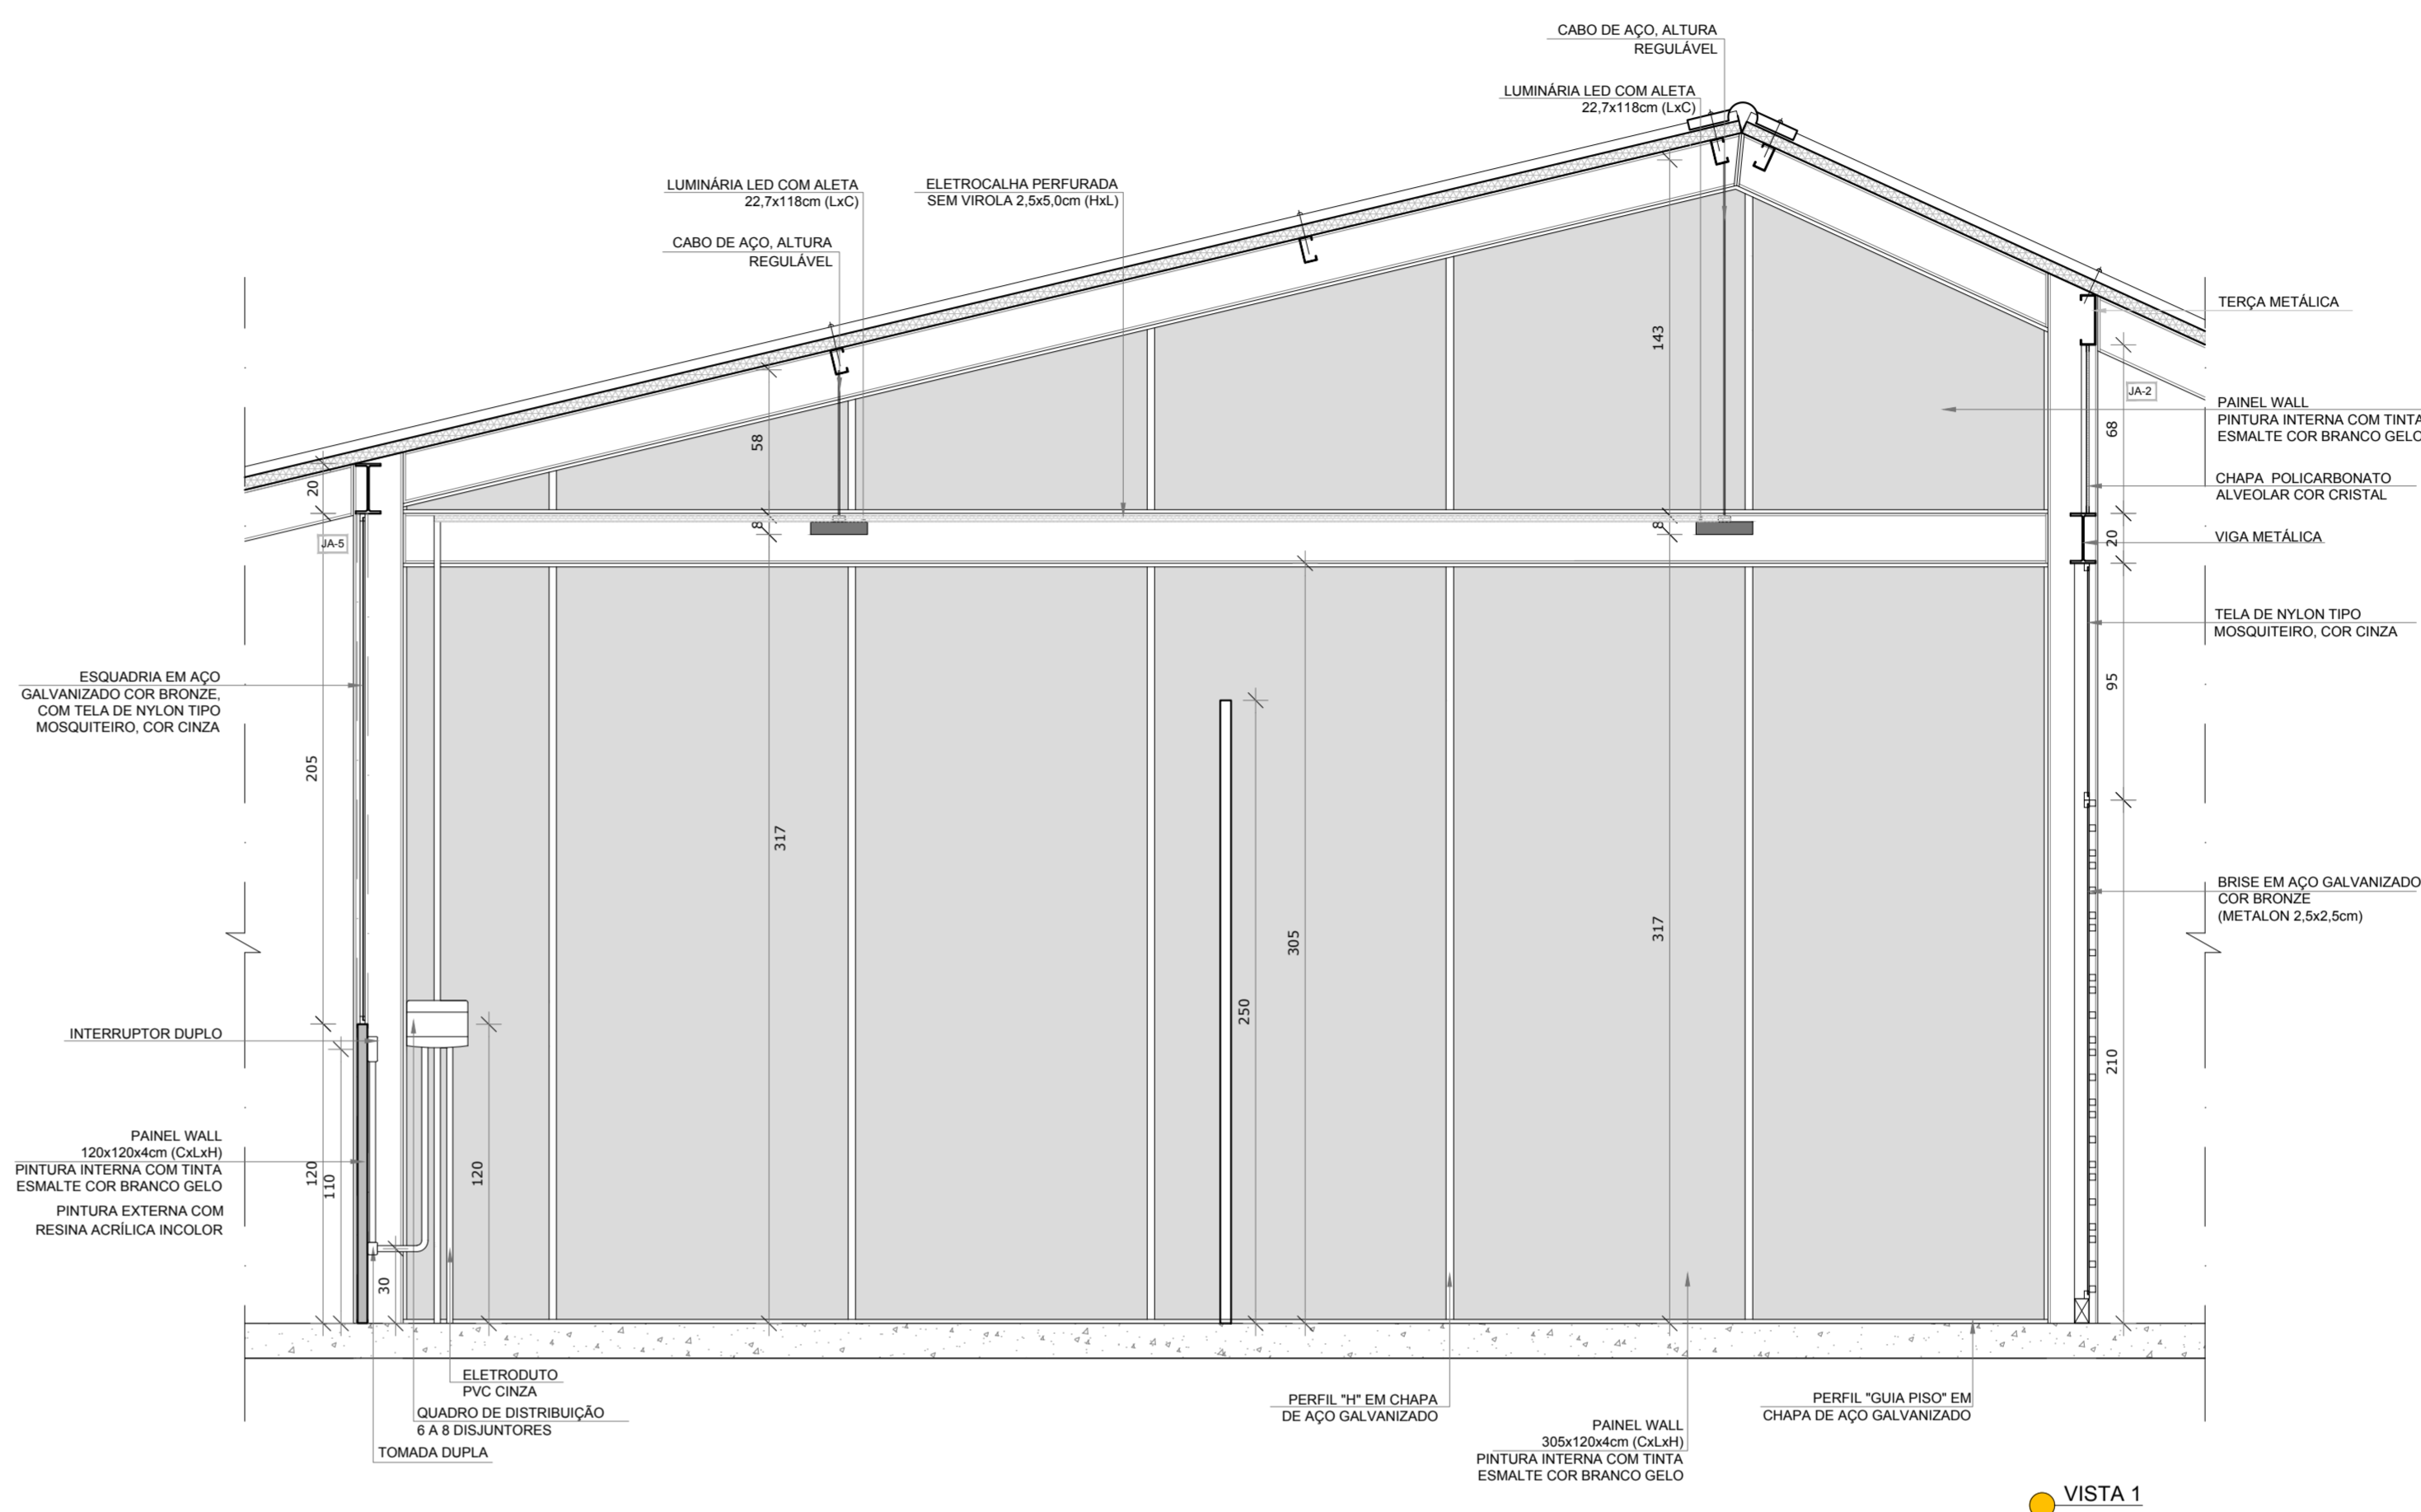 CABO DE AÇO, ALTURA
REGULÁVEL
LUMINÁRIA LED COM ALETA
22,7x118cm (LxC)
LUMINÁRIA LED COM ALETA
22,7x118cm (LxC)
ELETROCALHA PERFURADA
SEM VIROLA 2,5x5,0cm (HxL)
CABO DE AÇO, ALTURA
REGULÁVEL
TERÇA METÁLICA
143
JA-2
PAINEL WALL
PINTURA INTERNA COM TINTA
ESMALTE COR BRANCO GELO
68
58
20
CHAPA POLICARBONATO
ALVEOLAR COR CRISTAL
8
8
JA-5
20
VIGA METÁLICA
TELA DE NYLON TIPO
MOSQUITEIRO, COR CINZA
ESQUADRIA EM AÇO
GALVANIZADO COR BRONZE,
COM TELA DE NYLON TIPO
MOSQUITEIRO, COR CINZA
95
205
317
BRISE EM AÇO GALVANIZADO
COR BRONZE
(METALON 2,5x2,5cm)
317
305
250
INTERRUPTOR DUPLO
210
PAINEL WALL
120x120x4cm (CxLxH)
PINTURA INTERNA COM TINTA
ESMALTE COR BRANCO GELO
PINTURA EXTERNA COM
RESINA ACRÍLICA INCOLOR
120
110
120
30
ELETRODUTO
PVC CINZA
QUADRO DE DISTRIBUIÇÃO
6 A 8 DISJUNTORES
TOMADA DUPLA
PERFIL "H" EM CHAPA
DE AÇO GALVANIZADO
PERFIL "GUIA PISO" EM
CHAPA DE AÇO GALVANIZADO
PAINEL WALL
305x120x4cm (CxLxH)
PINTURA INTERNA COM TINTA
ESMALTE COR BRANCO GELO
VISTA 1